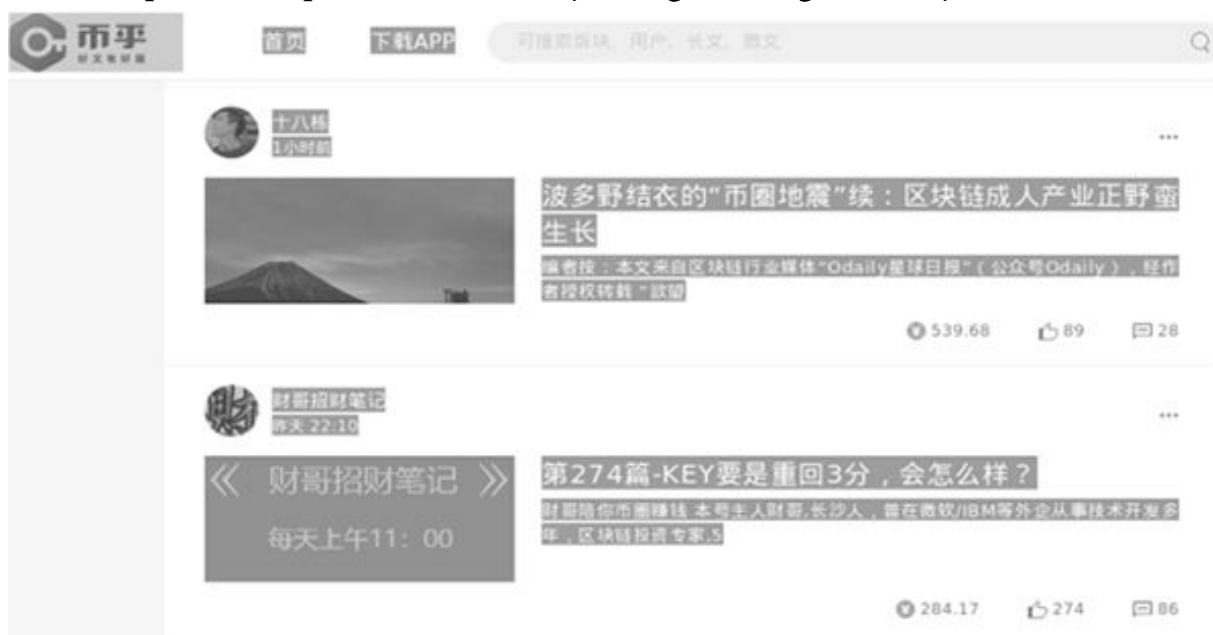 币乎
好文有好报
首页 下载APP 可搜索版块、用户、长文、微文
十八栋
1小时前
...
波多野结衣的“币圈地震”续：区块链成人产业正野蛮
生长
编者按：本文来自区块链行业媒体“Odaily星球日报”（公众号Odaily），经作
者授权转载 “欲望
539.68 89 28
财哥招财笔记
昨天 22:10
...
《 财哥招财笔记 》
每天上午11：00
第274篇-KEY要是重回3分，会怎么样？
财哥陪你币圈赚钱 本号主人财哥,长沙人，曾在微软/IBM等外企从事技术开发多
年，区块链投资专家,5
284.17 274 86